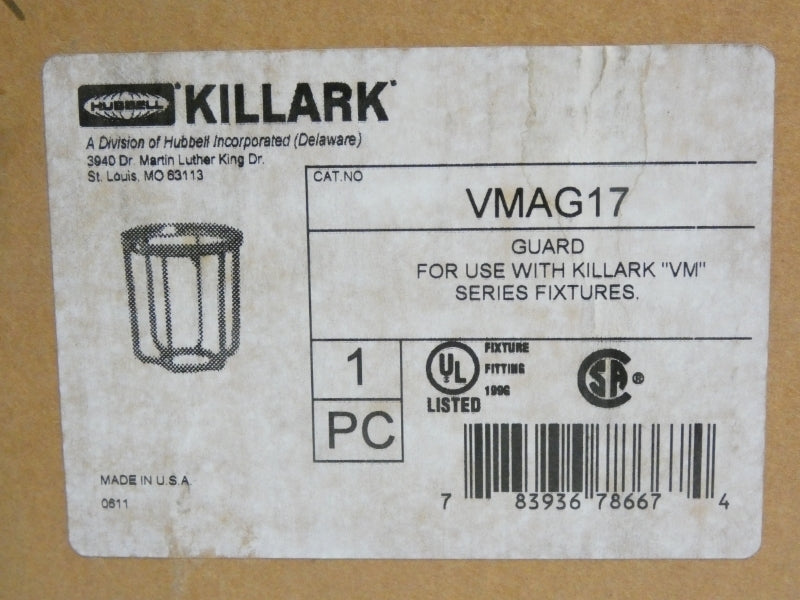 HUBBELL KILLARK®
A Division of Hubbell Incorporated (Delaware)
3940 Dr. Martin Luther King Dr.
St. Louis, MO 63113
CAT.NO
VMAG17
GUARD
FOR USE WITH KILLARK "VM"
SERIES FIXTURES.
1
PC
UL
LISTED
FIXTURE
FITTING
1996
SA ®
MADE IN U.S.A.
0611
7 83936 78667 4